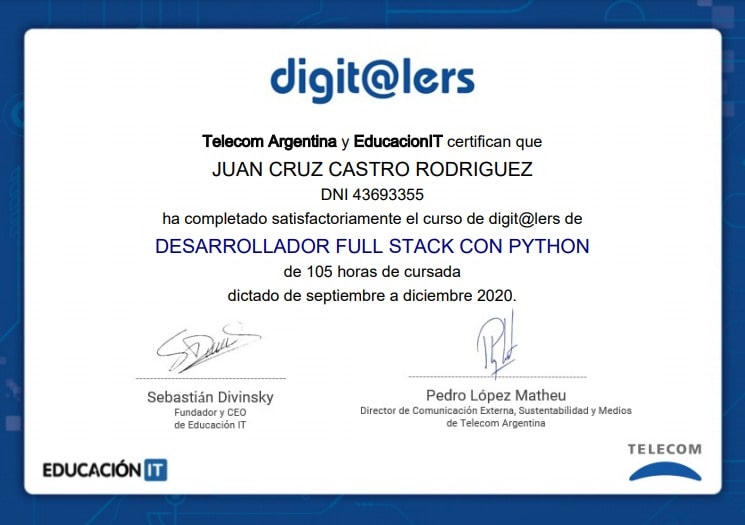 digit@lers
Telecom Argentina y EducacionIT certifican que
JUAN CRUZ CASTRO RODRIGUEZ
DNI 43693355
ha completado satisfactoriamente el curso de digit@lers de
DESARROLLADOR FULL STACK CON PYTHON
de 105 horas de cursada
dictado de septiembre a diciembre 2020.
Sebastián Divinsky
Fundador y CEO
de Educación IT
Pedro López Matheu
Director de Comunicación Externa, Sustentabilidad y Medios
de Telecom Argentina
EDUCACIÓN IT
TELECOM